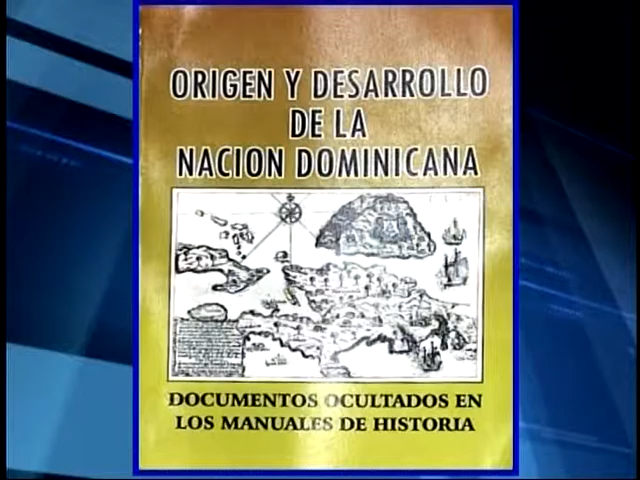 ORIGEN Y DESARROLLO
DE LA
NACION DOMINICANA
DOCUMENTOS OCULTADOS EN
LOS MANUALES DE HISTORIA